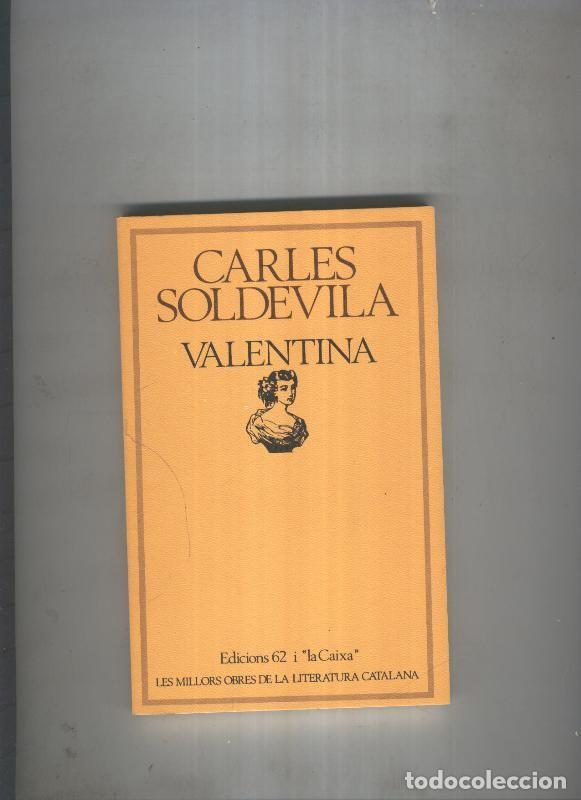 CARLES
SOLDEVILA
VALENTINA
Edicions 62 i "la Caixa"
LES MILLORS OBRES DE LA LITERATURA CATALANA
todocoleccion